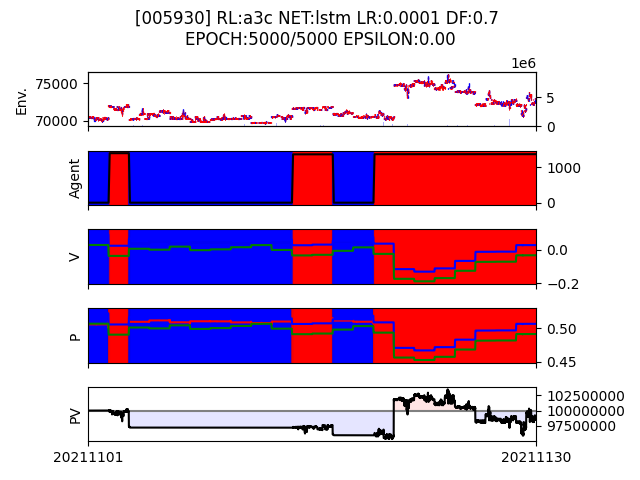 [005930] RL:a3c NET:lstm LR:0.0001 DF:0.7
EPOCH:5000/5000 EPSILON:0.00
1e6
Env.
75000
70000
5
0
Agent
1000
0
V
0.0
−0.2
P
0.50
0.45
PV
102500000
100000000
97500000
20211101
20211130